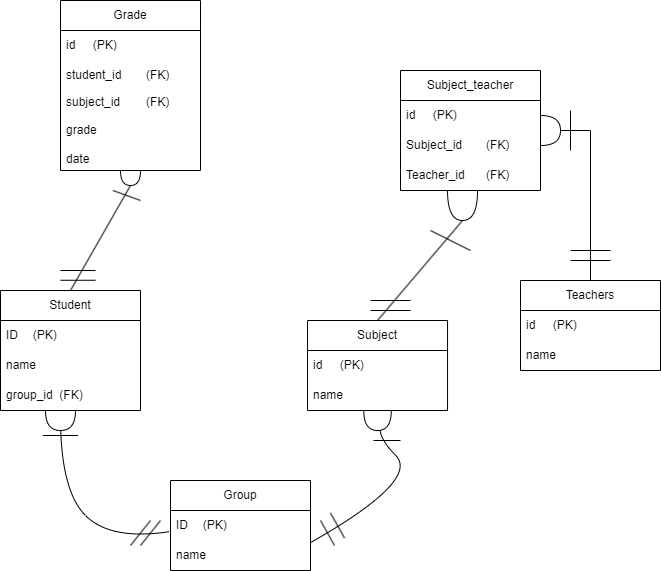 Grade
id (PK)
student_id (FK)
subject_id (FK)
grade
date
Subject_teacher
id (PK)
Subject_id (FK)
Teacher_id (FK)
Student
ID (PK)
name
group_id (FK)
Subject
id (PK)
name
Teachers
id (PK)
name
Group
ID (PK)
name